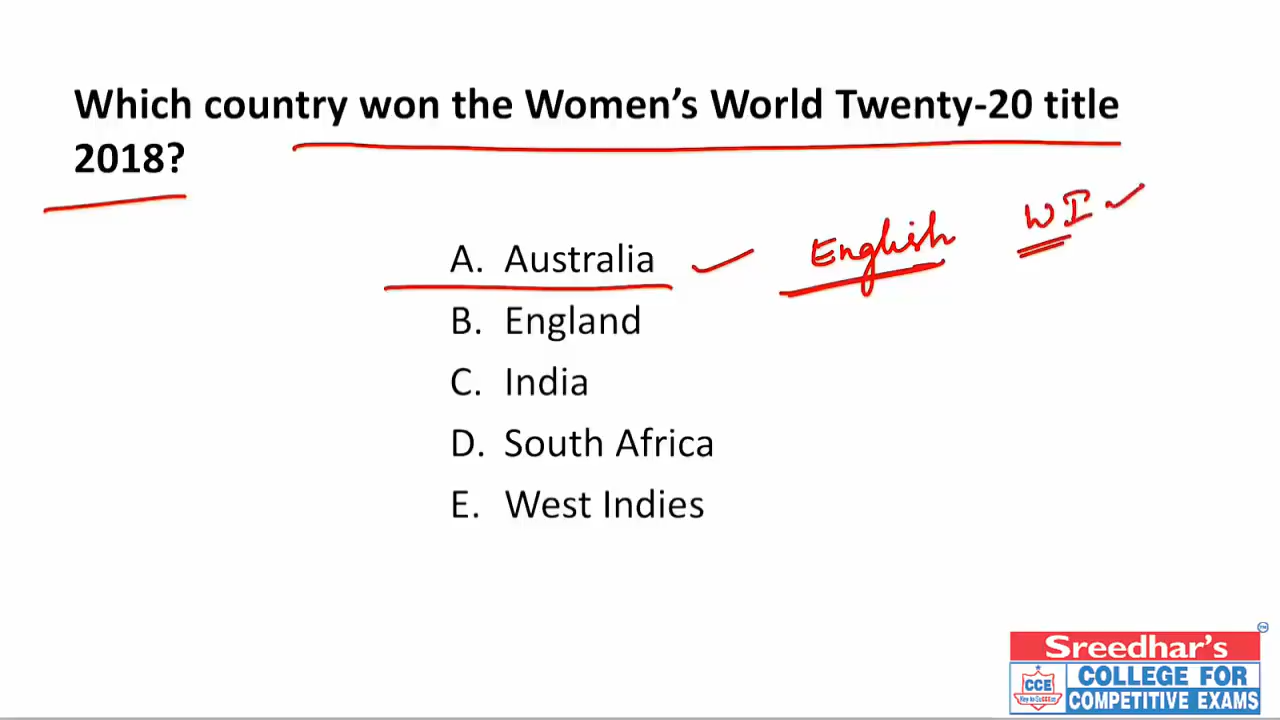 Which country won the Women’s World Twenty-20 title
2018?
WI
English
A. Australia
B. England
C. India
D. South Africa
E. West Indies
Sreedhar's
CCE
COLLEGE FOR
COMPETITIVE EXAMS